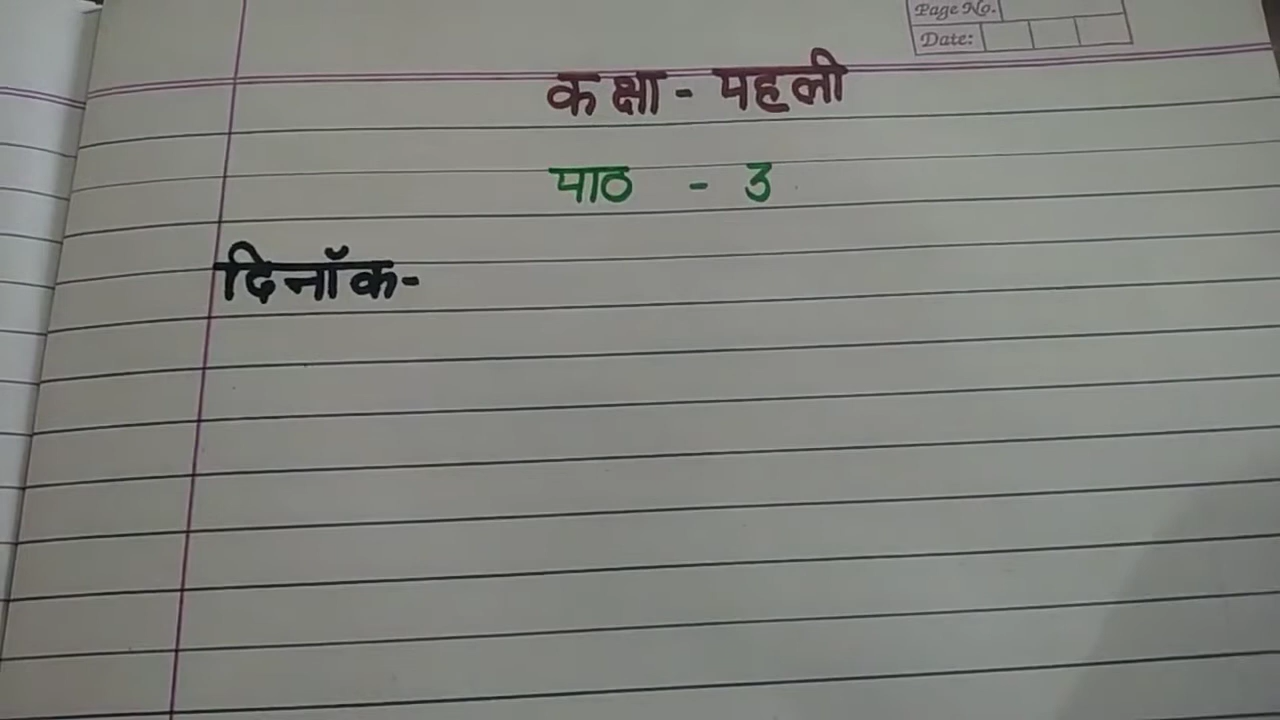 Page No.
Date:
कक्षा - पहली
पाठ - 3
दिनॉक-